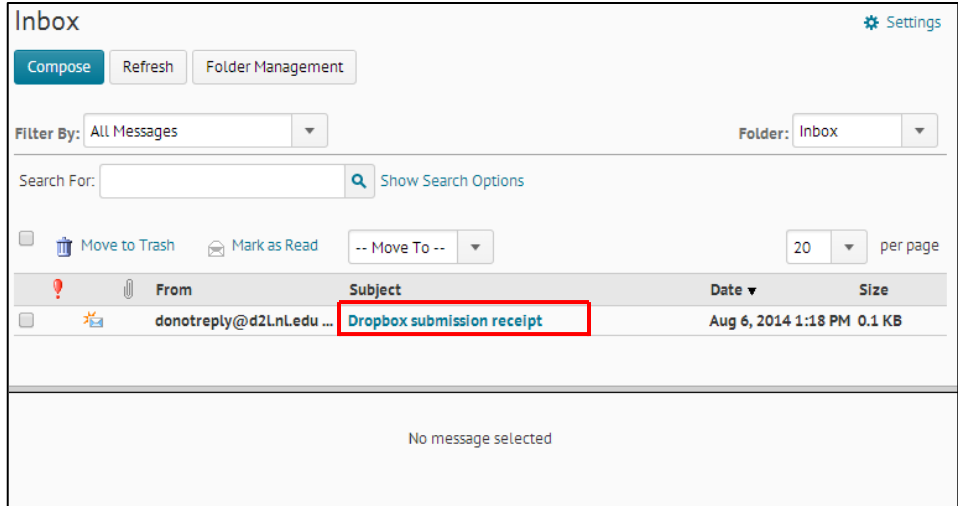 Inbox Settings
Compose Refresh Folder Management
Filter By: All Messages Folder: Inbox
Search For: Show Search Options
Move to Trash Mark as Read -- Move To -- 20 per page
From Subject Date Size
donotreply@d2l.nl.edu ... Dropbox submission receipt Aug 6, 2014 1:18 PM 0.1 KB
No message selected